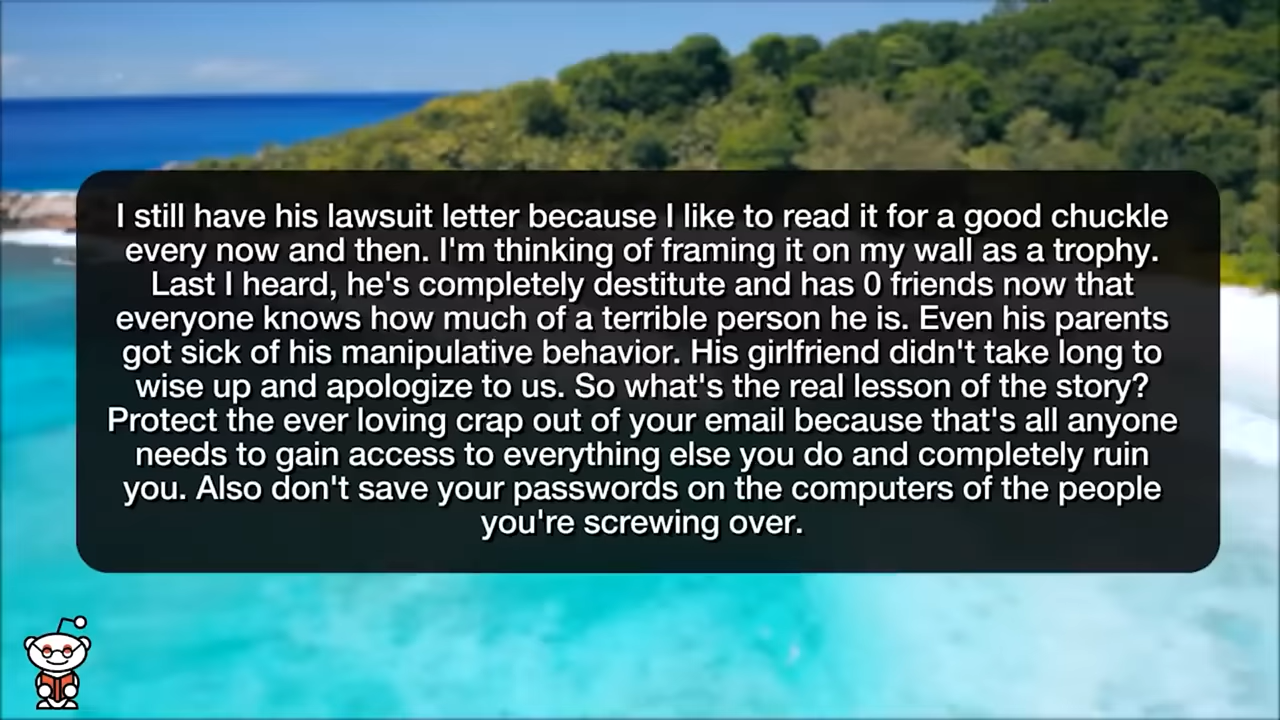 I still have his lawsuit letter because I like to read it for a good chuckle
every now and then. I'm thinking of framing it on my wall as a trophy.
Last I heard, he's completely destitute and has 0 friends now that
everyone knows how much of a terrible person he is. Even his parents
got sick of his manipulative behavior. His girlfriend didn't take long to
wise up and apologize to us. So what's the real lesson of the story?
Protect the ever loving crap out of your email because that's all anyone
needs to gain access to everything else you do and completely ruin
you. Also don't save your passwords on the computers of the people
you're screwing over.